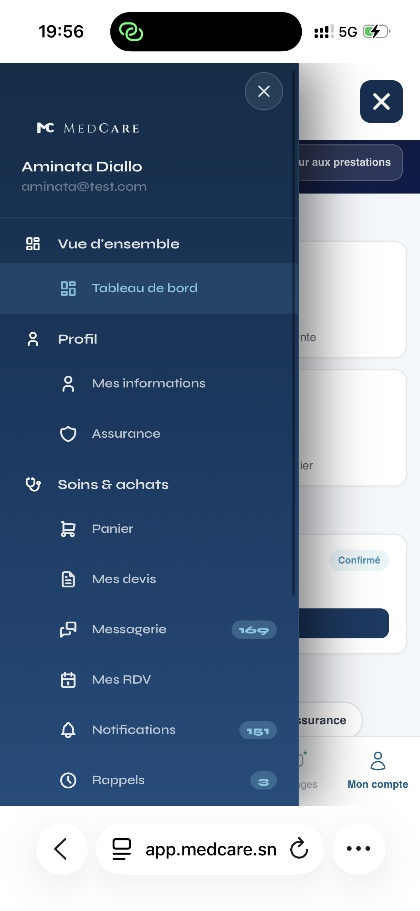 19:56
5G
MC MEDCARE
Aminata Diallo
aminata@test.com
ur aux prestations
Vue d'ensemble
Tableau de bord
Profil
nte
Mes informations
Assurance
ier
Soins & achats
Panier
Confirmé
Mes devis
Messagerie 169
Mes RDV
ssurance
Notifications 151
Rappels 3
ages
Mon compte
app.medcare.sn